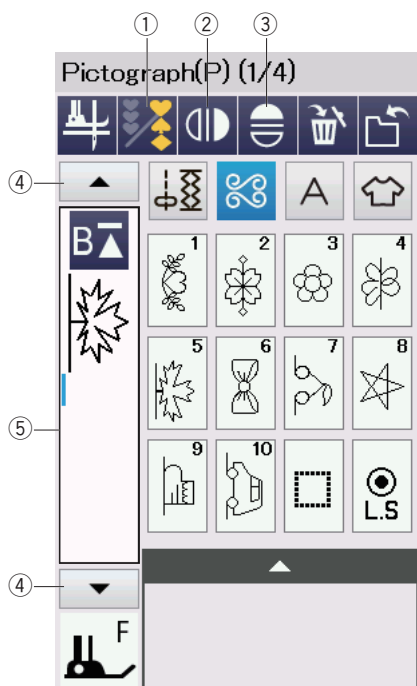 ① ② ③
Pictograph(P) (1/4)
④
A
B
1 2 3 4
5 6 7 8
⑤
9 10
L.S
④
F